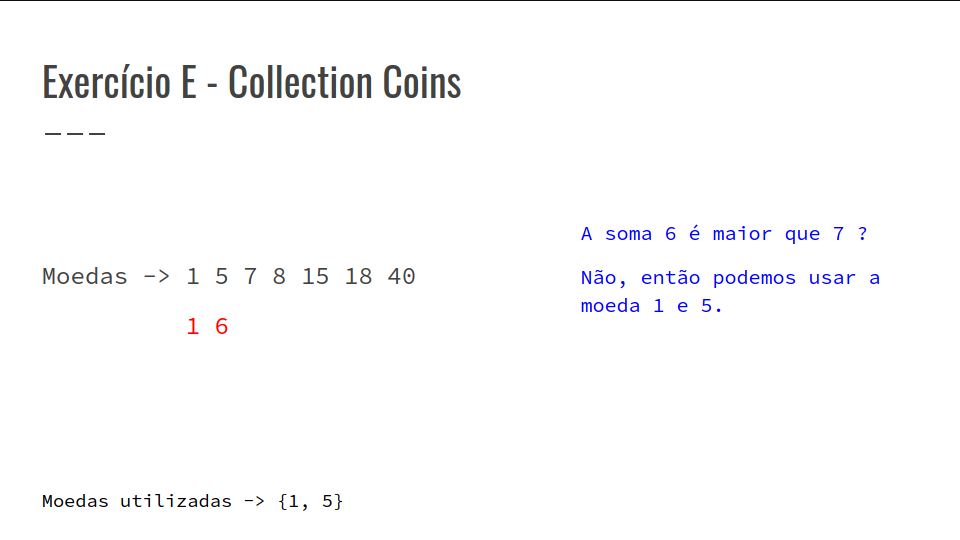 Exercício E - Collection Coins
Moedas -> 1 5 7 8 15 18 40
1 6
A soma 6 é maior que 7 ?
Não, então podemos usar a
moeda 1 e 5.
Moedas utilizadas -> {1, 5}